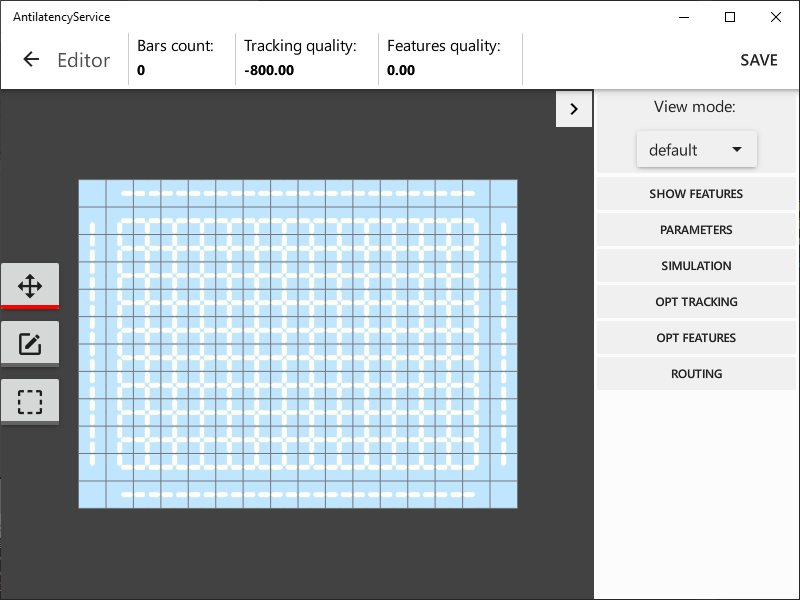 AntilatencyService
Editor
Bars count:
0
Tracking quality:
-800.00
Features quality:
0.00
SAVE
View mode:
default
SHOW FEATURES
PARAMETERS
SIMULATION
OPT TRACKING
OPT FEATURES
ROUTING